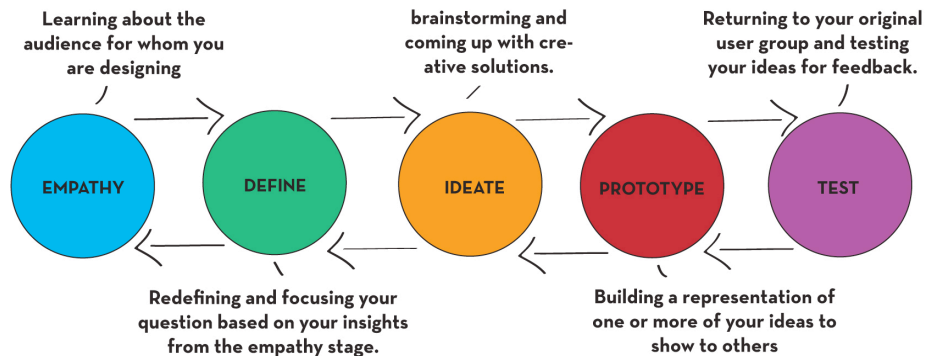 Learning about the
audience for whom you
are designing
brainstorming and
coming up with cre-
ative solutions.
Returning to your original
user group and testing
your ideas for feedback.
EMPATHY
DEFINE
IDEATE
PROTOTYPE
TEST
Redefining and focusing your
question based on your insights
from the empathy stage.
Building a representation of
one or more of your ideas to
show to others